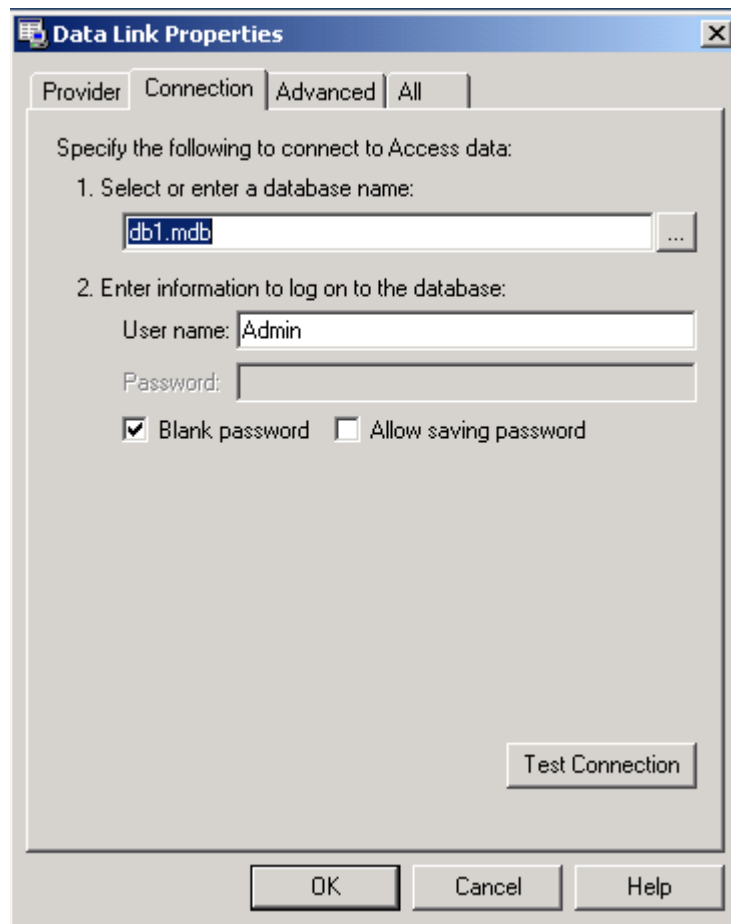 Data Link Properties
Provider Connection Advanced All
Specify the following to connect to Access data:
1. Select or enter a database name:
db1.mdb ...
2. Enter information to log on to the database:
User name: Admin
Password:
Blank password Allow saving password
Test Connection
OK Cancel Help